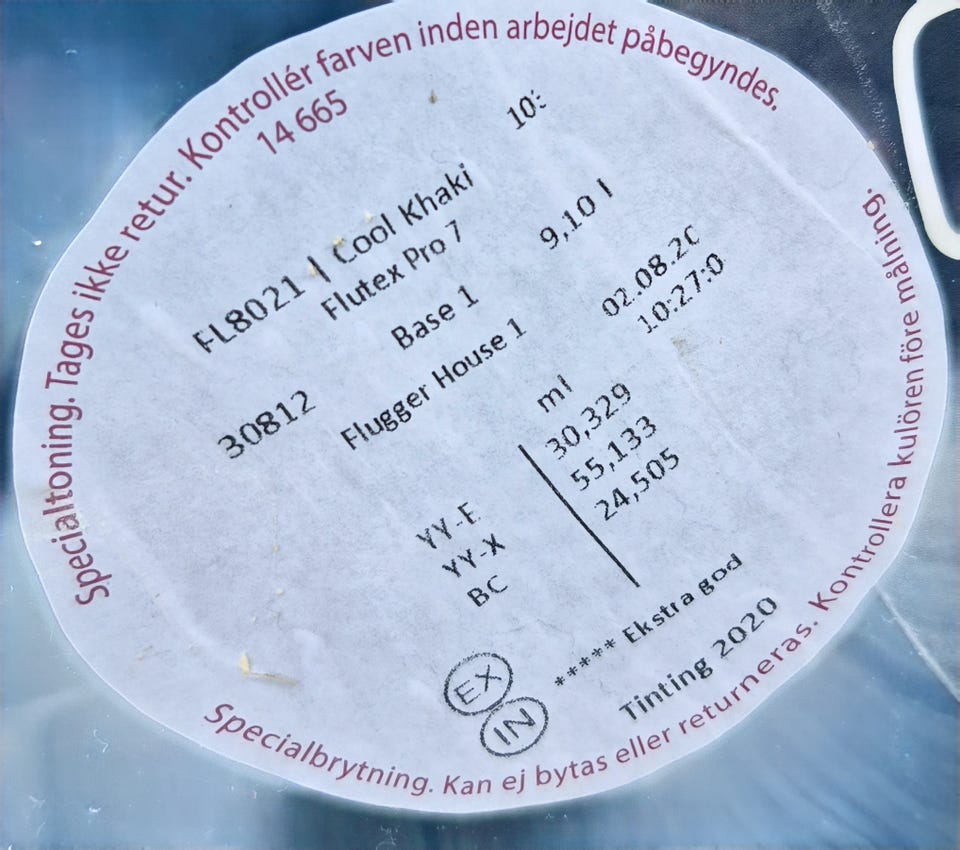 Specialtoning. Tages ikke retur. Kontrollér farven inden arbejdet påbegyndes.
14 665
10:
FL8021 | Cool Khaki
Flutex Pro 7 9,10 l
Base 1
30812 Flugger House 1 02.08.20
10:27:0
ml
YY-E 30,329
YY-X 55,133
BC 24,505
EX
IN
***** Ekstra god
Tinting 2020
Specialbrytning. Kan ej bytas eller returneras. Kontrollera kulören före målning.